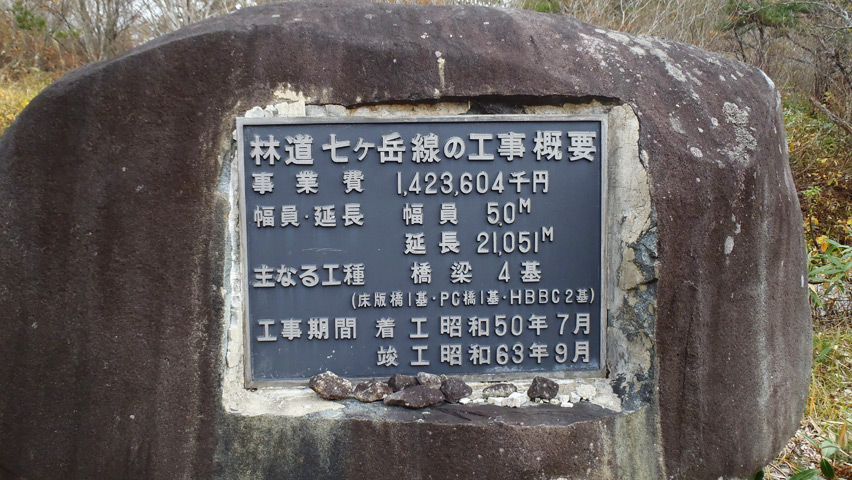 林道七ヶ岳線の工事概要
事業費 1,423,604千円
幅員・延長 幅員 5.0M
延長 21,051M
主なる工種 橋梁 4基
(床版橋1基・PC橋1基・HBBC2基)
工事期間 着工 昭和50年7月
竣工 昭和63年9月